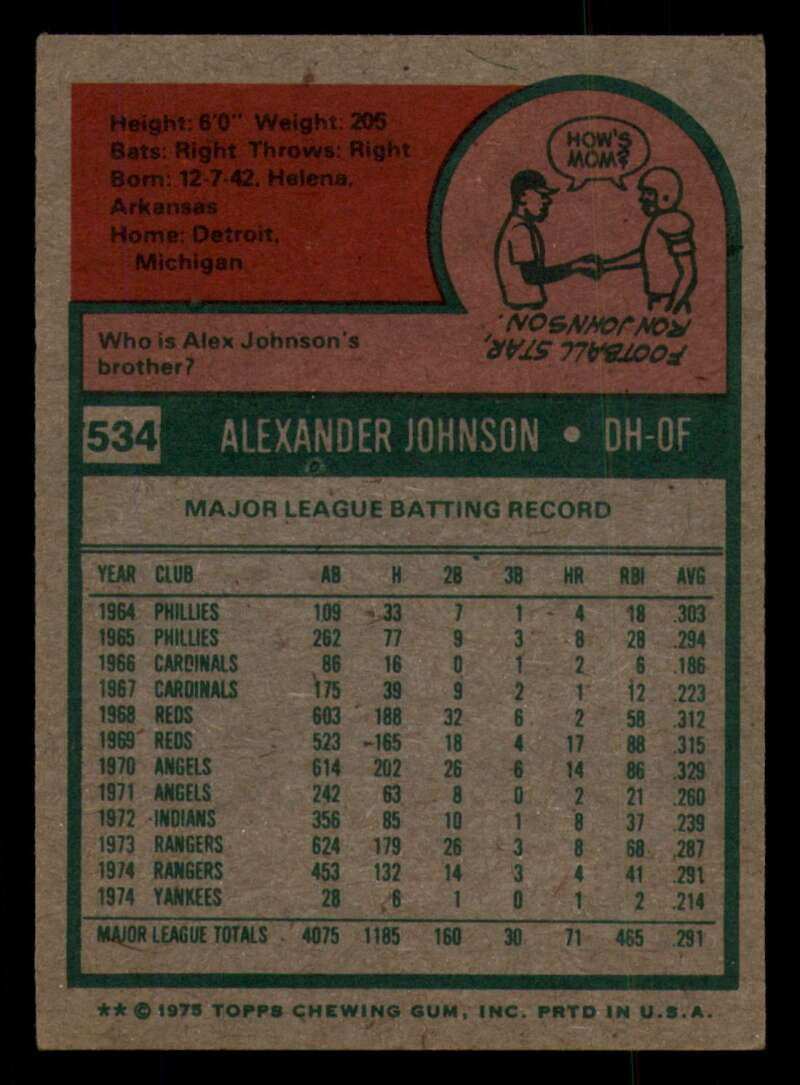 Height: 6'0" Weight: 205
Bats: Right Throws: Right
Born: 12-7-42, Helena,
Arkansas
Home: Detroit,
Michigan
HOW'S
MOM?
Who is Alex Johnson's
brother?
FOOTBALL STAR,
RON JOHNSON.
534 ALEXANDER JOHNSON • DH-OF
MAJOR LEAGUE BATTING RECORD
YEAR CLUB AB H 2B 3B HR RBI AVG
1964 PHILLIES 109 33 7 1 4 18 .303
1965 PHILLIES 262 77 9 3 8 28 .294
1966 CARDINALS 86 16 0 1 2 6 .186
1967 CARDINALS 175 39 9 2 1 12 .223
1968 REDS 603 188 32 6 2 58 .312
1969 REDS 523 165 18 4 17 88 .315
1970 ANGELS 614 202 26 6 14 86 .329
1971 ANGELS 242 63 8 0 2 21 .260
1972 INDIANS 356 85 10 1 8 37 .239
1973 RANGERS 624 179 26 3 8 68 .287
1974 RANGERS 453 132 14 3 4 41 .291
1974 YANKEES 28 6 1 0 1 2 .214
MAJOR LEAGUE TOTALS 4075 1185 160 30 71 465 .291
** © 1975 TOPPS CHEWING GUM, INC. PRTD IN U.S.A.